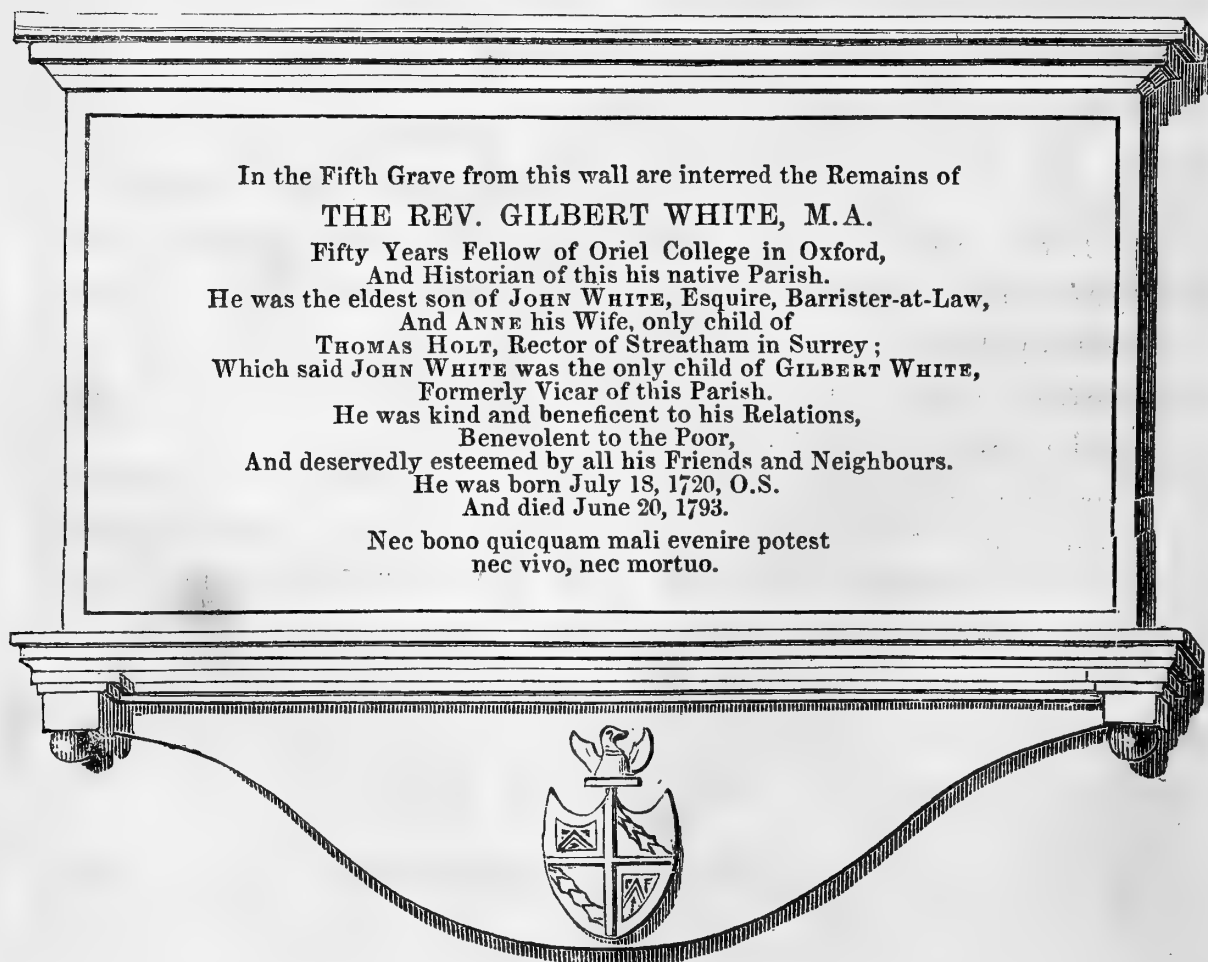 In the Fifth Grave from this wall are interred the Remains of
THE REV. GILBERT WHITE, M.A.
Fifty Years Fellow of Oriel College in Oxford,
And Historian of this his native Parish.
He was the eldest son of JOHN WHITE, Esquire, Barrister-at-Law,
And ANNE his Wife, only child of
THOMAS HOLT, Rector of Streatham in Surrey;
Which said JOHN WHITE was the only child of GILBERT WHITE,
Formerly Vicar of this Parish.
He was kind and beneficent to his Relations,
Benevolent to the Poor,
And deservedly esteemed by all his Friends and Neighbours.
He was born July 18, 1720, O.S.
And died June 20, 1793.
Nec bono quicquam mali evenire potest
nec vivo, nec mortuo.